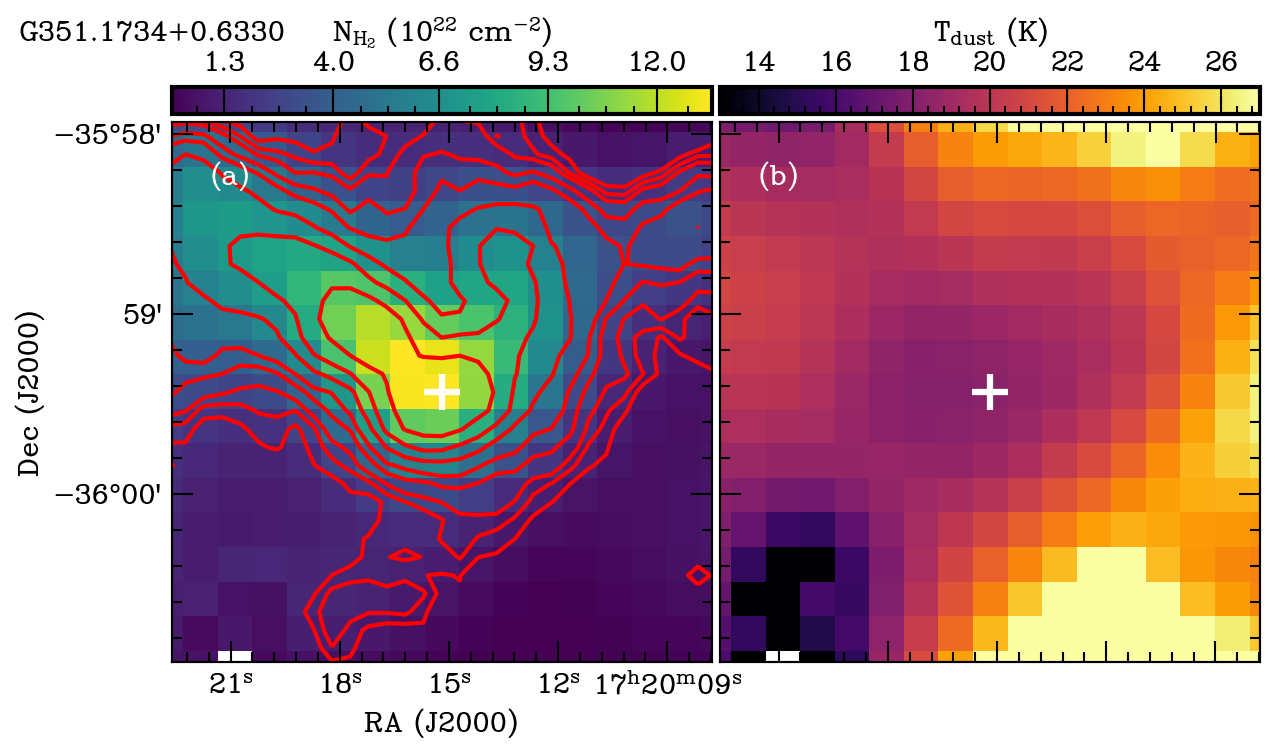 G351.1734+0.6330 N_H₂ (10²² cm⁻²) T_dust (K)
1.3 4.0 6.6 9.3 12.0 14 16 18 20 22 24 26
−35°58'
(a) (b)
59'
Dec (J2000)
−36°00'
21ˢ 18ˢ 15ˢ 12ˢ 17ʰ20ᵐ09ˢ
RA (J2000)